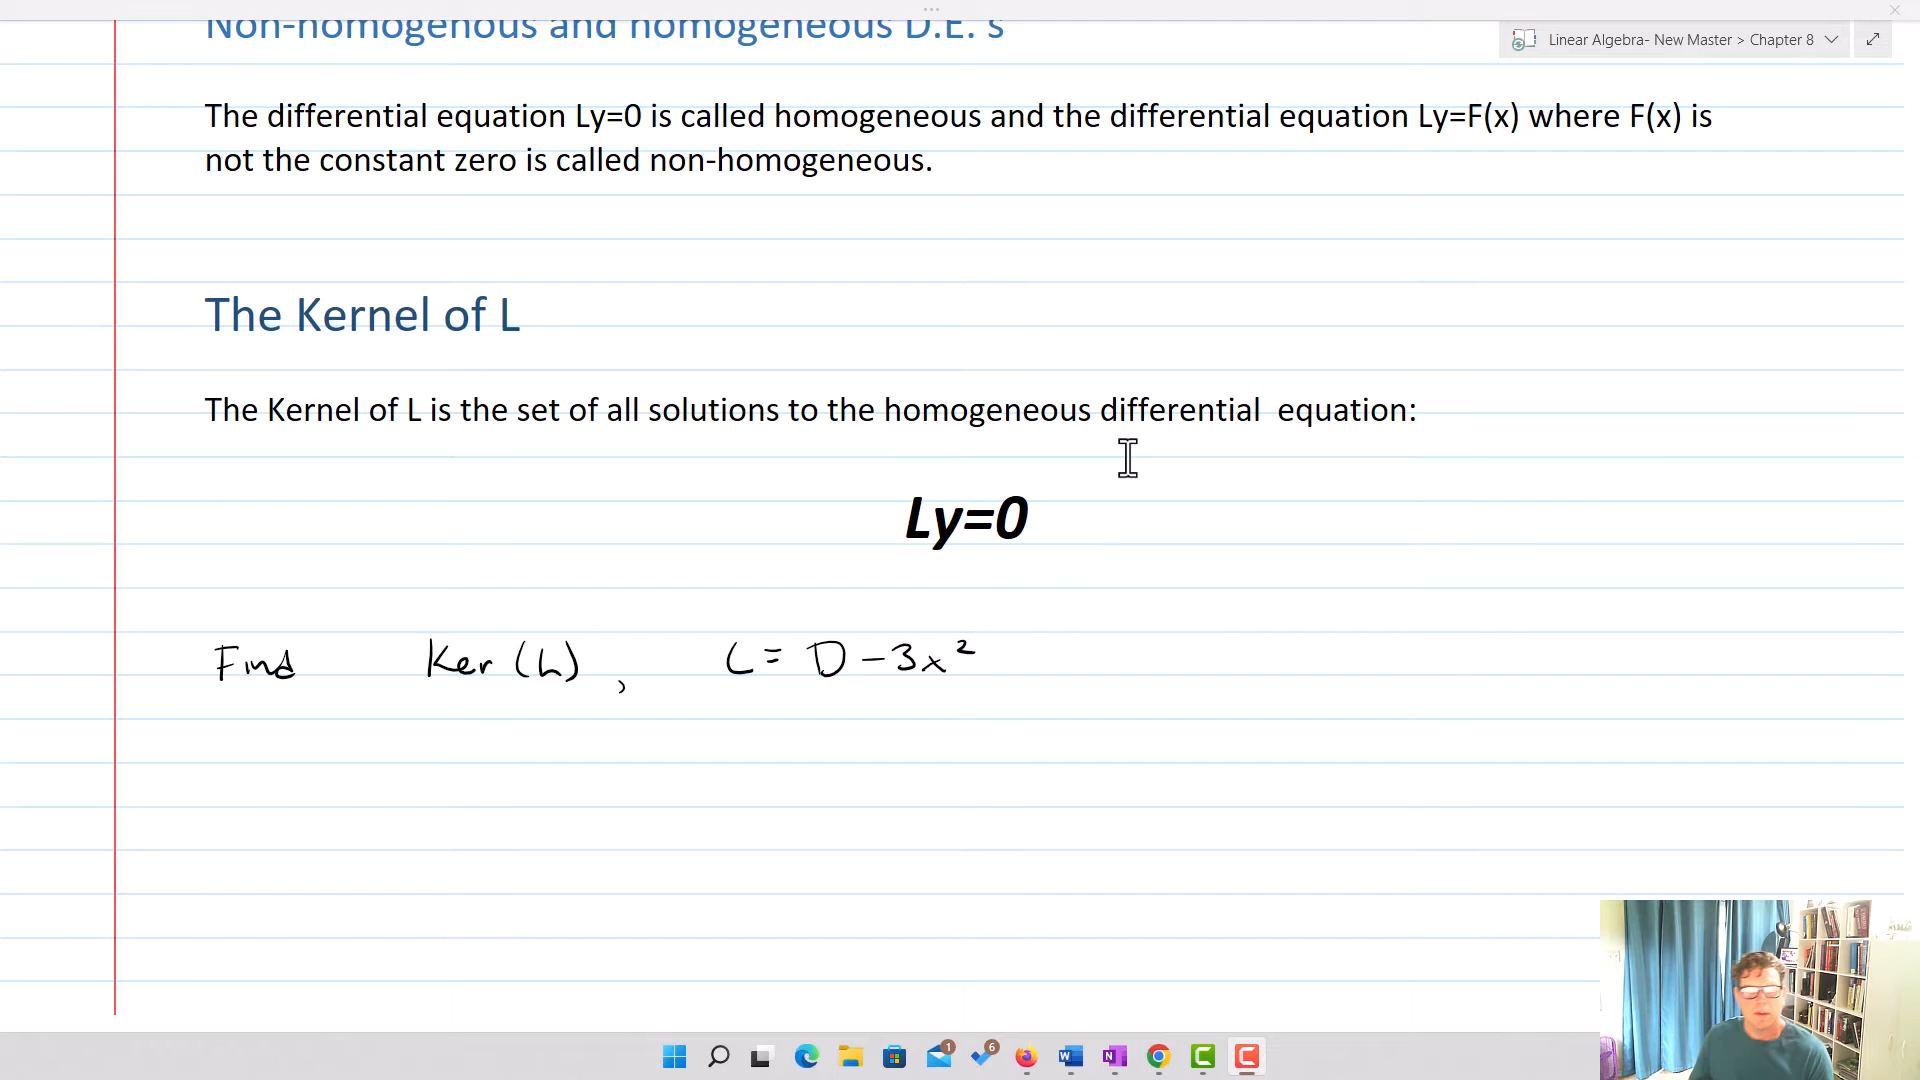 Non-homogenous and homogeneous D.E.'s
Linear Algebra- New Master > Chapter 8
The differential equation Ly=0 is called homogeneous and the differential equation Ly=F(x) where F(x) is
not the constant zero is called non-homogeneous.
The Kernel of L
The Kernel of L is the set of all solutions to the homogeneous differential equation:
Ly=0
Find Ker (L) , L = D - 3x²
1
6